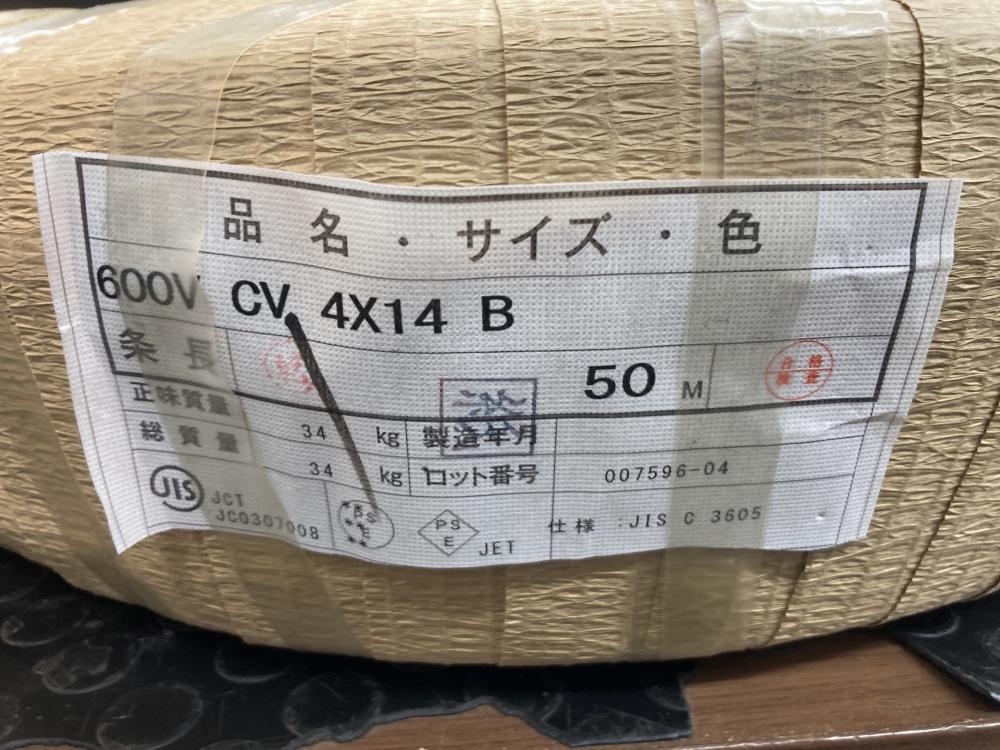 品 名 ・ サイズ ・ 色
600V CV 4X14 B
条 長 50 M
正味質量 34 kg 製造年月
総 質 量 34 kg ロット番号 007596-04
JIS JCT
JC0307008
PS
E
PS
E
JET
仕 様 :JIS C 3605
合格